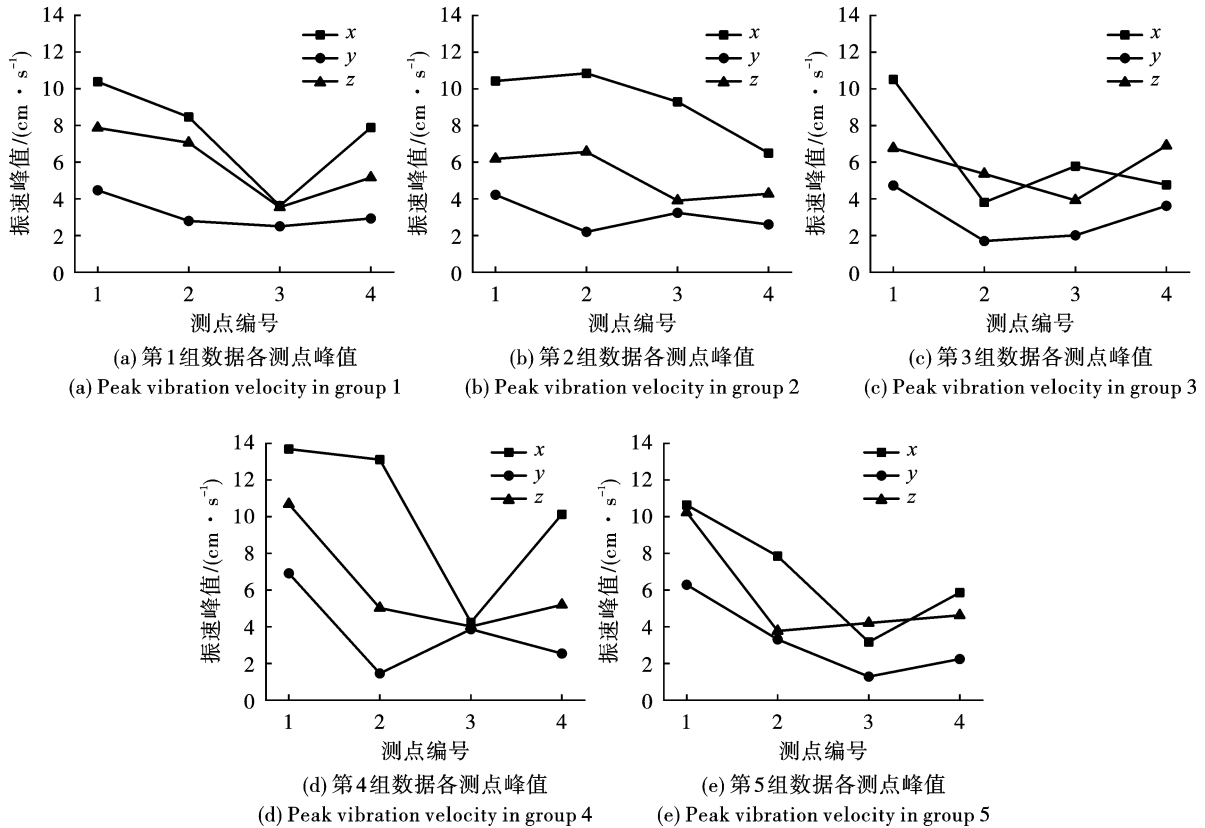 振速峰值/(cm · s⁻¹)
14
12
10
8
6
4
2
0
x
y
z
1 2 3 4
测点编号
(a) 第1组数据各测点峰值
(a) Peak vibration velocity in group 1
振速峰值/(cm · s⁻¹)
14
12
10
8
6
4
2
0
x
y
z
1 2 3 4
测点编号
(b) 第2组数据各测点峰值
(b) Peak vibration velocity in group 2
振速峰值/(cm · s⁻¹)
14
12
10
8
6
4
2
0
x
y
z
1 2 3 4
测点编号
(c) 第3组数据各测点峰值
(c) Peak vibration velocity in group 3
振速峰值/(cm · s⁻¹)
14
12
10
8
6
4
2
0
x
y
z
1 2 3 4
测点编号
(d) 第4组数据各测点峰值
(d) Peak vibration velocity in group 4
振速峰值/(cm · s⁻¹)
14
12
10
8
6
4
2
0
x
y
z
1 2 3 4
测点编号
(e) 第5组数据各测点峰值
(e) Peak vibration velocity in group 5